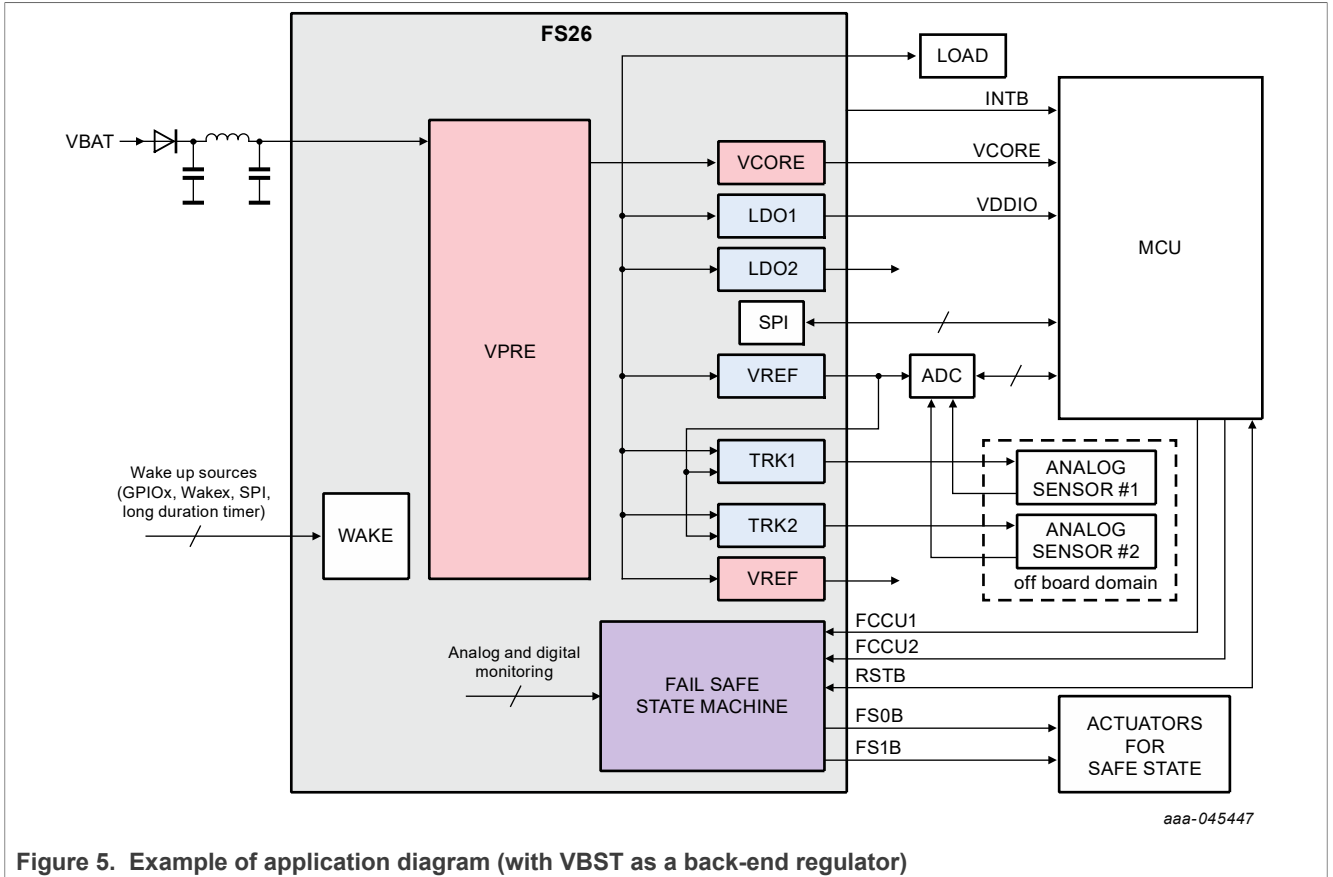 FS26
LOAD
INTB
VBAT
VCORE
VCORE
LDO1
VDDIO
MCU
LDO2
SPI
VPRE
VREF
ADC
TRK1
ANALOG
SENSOR #1
Wake up sources
(GPIOx, Wakex, SPI,
long duration timer)
WAKE
TRK2
ANALOG
SENSOR #2
VREF
off board domain
FCCU1
FCCU2
Analog and digital
monitoring
FAIL SAFE
STATE MACHINE
RSTB
FS0B
FS1B
ACTUATORS
FOR
SAFE STATE
aaa-045447
Figure 5. Example of application diagram (with VBST as a back-end regulator)